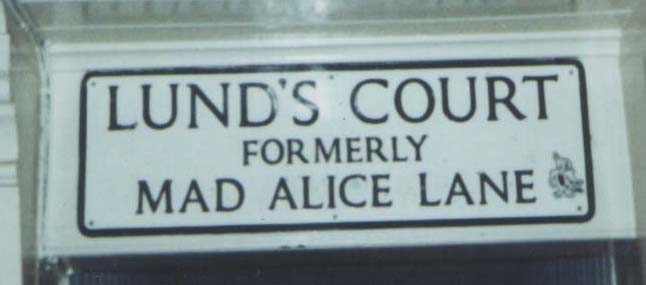 LUND'S COURT
FORMERLY
MAD ALICE LANE